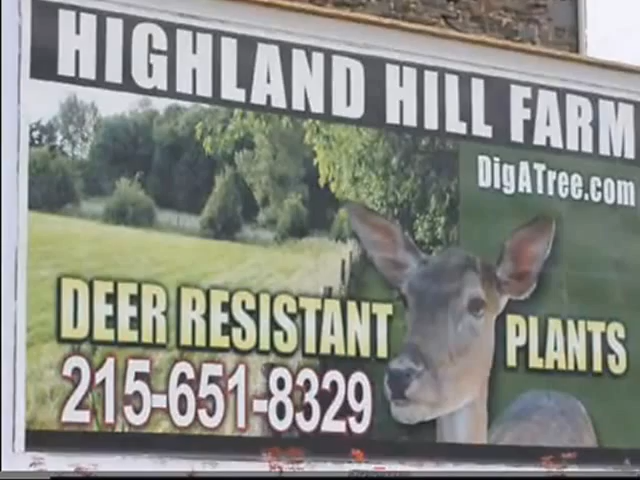 HIGHLAND HILL FARM
DigATree.com
DEER RESISTANT PLANTS
215-651-8329